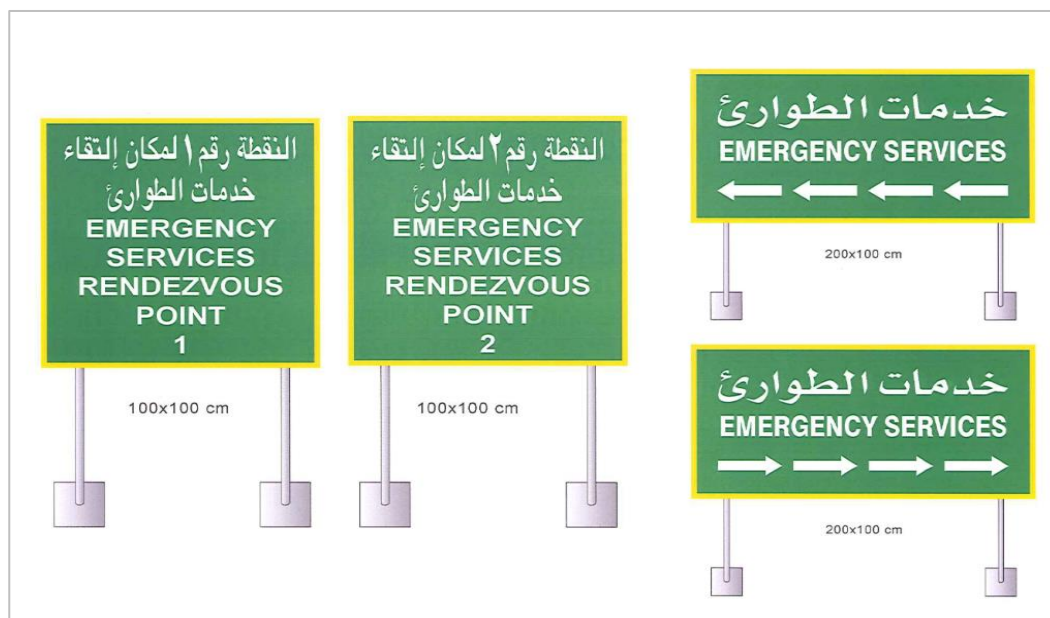 النقطة رقم ١ لمكان إلتقاء
خدمات الطوارئ
EMERGENCY
SERVICES
RENDEZVOUS
POINT
1
100x100 cm
النقطة رقم ٢ لمكان إلتقاء
خدمات الطوارئ
EMERGENCY
SERVICES
RENDEZVOUS
POINT
2
100x100 cm
خدمات الطوارئ
EMERGENCY SERVICES
200x100 cm
خدمات الطوارئ
EMERGENCY SERVICES
200x100 cm